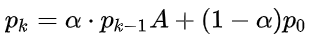 p_k = α · p_{k−1} A + (1 − α) p_0